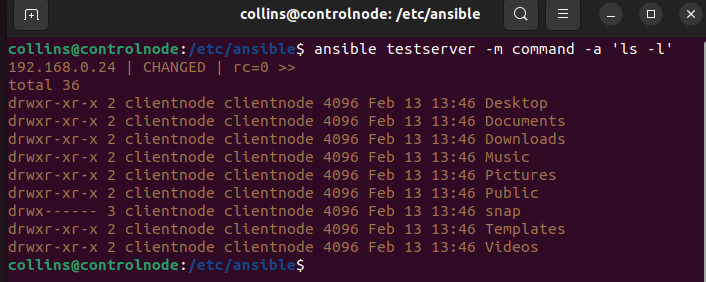 collins@controlnode: /etc/ansible
collins@controlnode:/etc/ansible$ ansible testserver -m command -a 'ls -l'
192.168.0.24 | CHANGED | rc=0 >>
total 36
drwxr-xr-x 2 clientnode clientnode 4096 Feb 13 13:46 Desktop
drwxr-xr-x 2 clientnode clientnode 4096 Feb 13 13:46 Documents
drwxr-xr-x 2 clientnode clientnode 4096 Feb 13 13:46 Downloads
drwxr-xr-x 2 clientnode clientnode 4096 Feb 13 13:46 Music
drwxr-xr-x 2 clientnode clientnode 4096 Feb 13 13:46 Pictures
drwxr-xr-x 2 clientnode clientnode 4096 Feb 13 13:46 Public
drwx------ 3 clientnode clientnode 4096 Feb 13 13:46 snap
drwxr-xr-x 2 clientnode clientnode 4096 Feb 13 13:46 Templates
drwxr-xr-x 2 clientnode clientnode 4096 Feb 13 13:46 Videos
collins@controlnode:/etc/ansible$